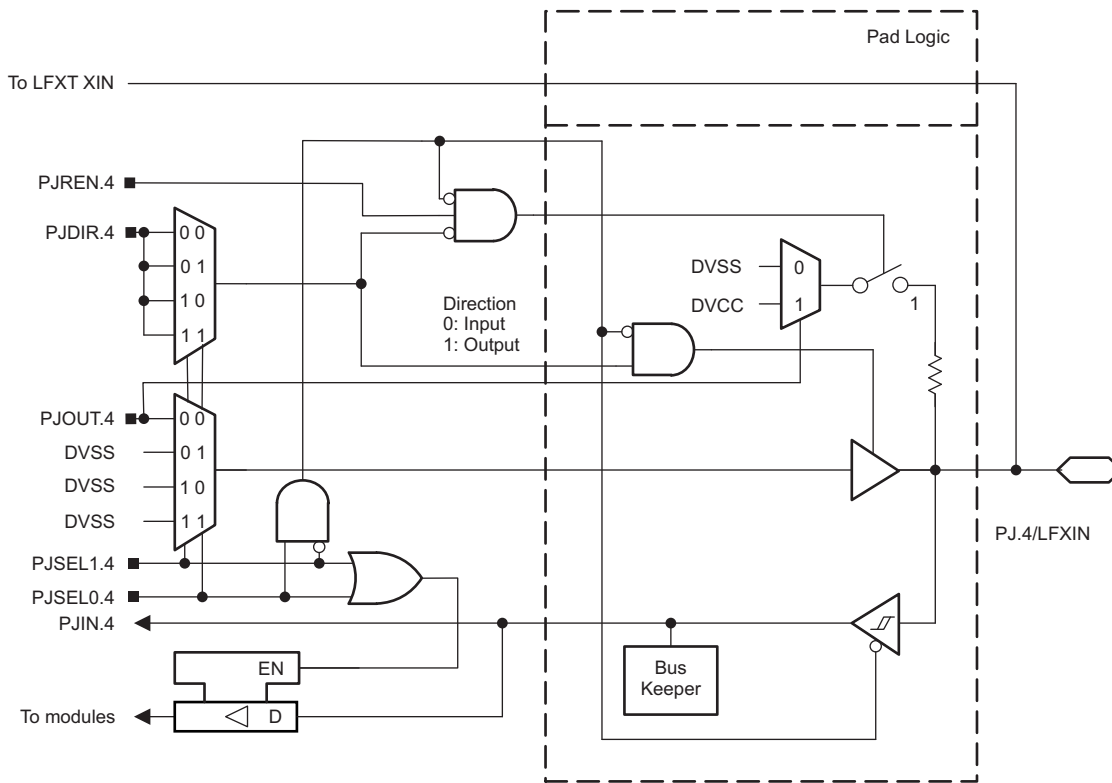 Pad Logic
To LFXT XIN
PJREN.4
PJDIR.4
0 0
0 1
1 0
1 1
Direction
0: Input
1: Output
DVSS
0
DVCC
1
1
PJOUT.4
0 0
DVSS
0 1
DVSS
1 0
DVSS
1 1
PJ.4/LFXIN
PJSEL1.4
PJSEL0.4
PJIN.4
EN
Bus
Keeper
To modules
D